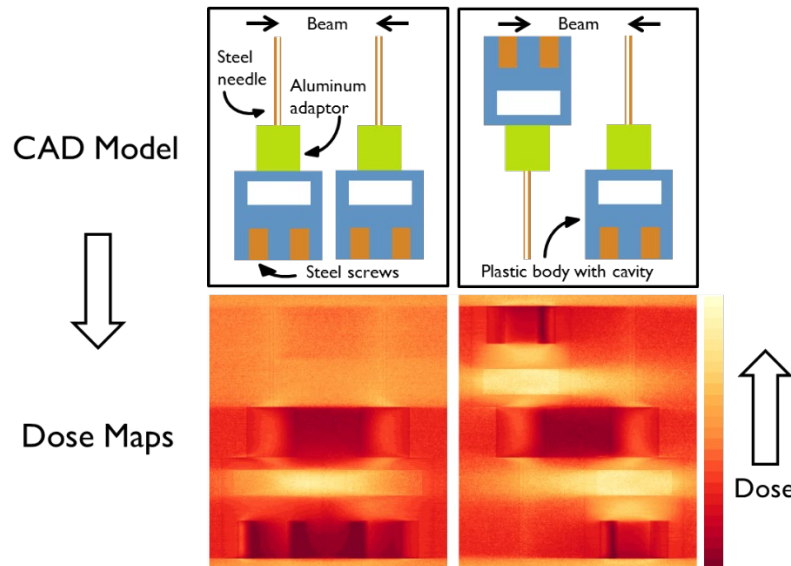 Beam
Steel
needle
Aluminum
adaptor
Steel screws
Beam
Plastic body with cavity
CAD Model
Dose Maps
Dose